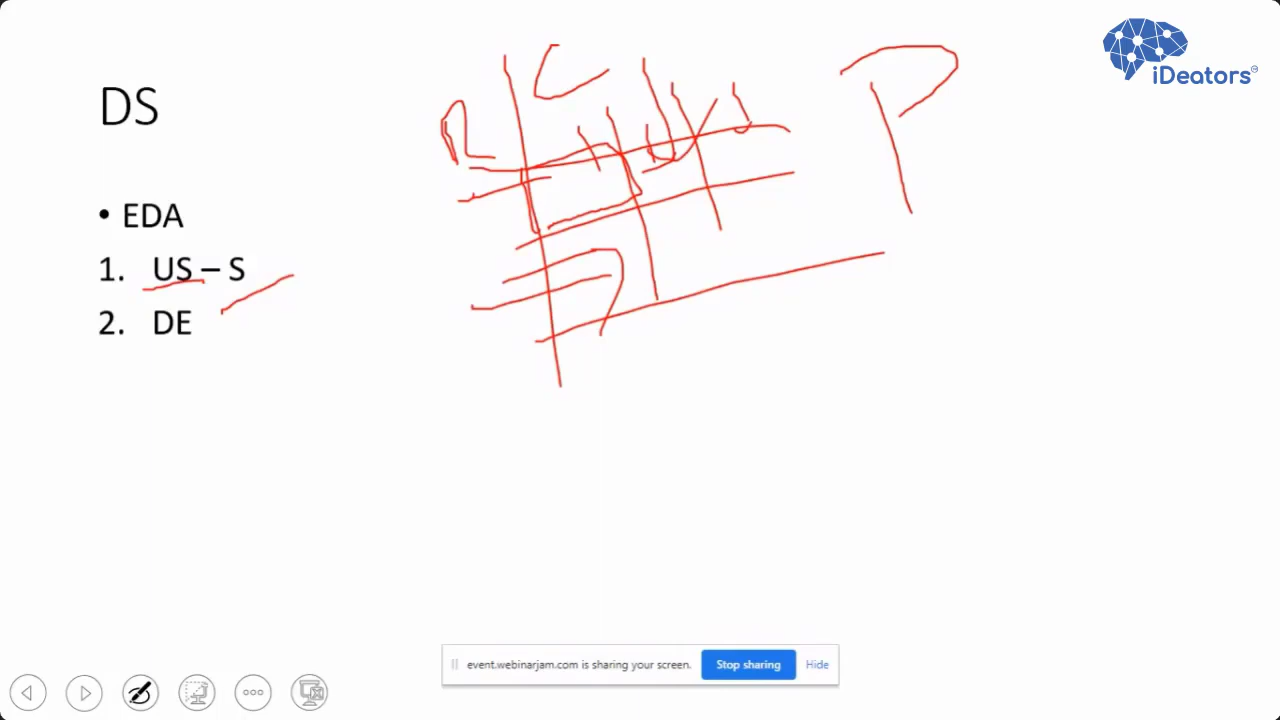 iDeators
DS
R
C
P
• EDA
1. US – S
2. DE
event.webinarjam.com is sharing your screen.
Stop sharing
Hide